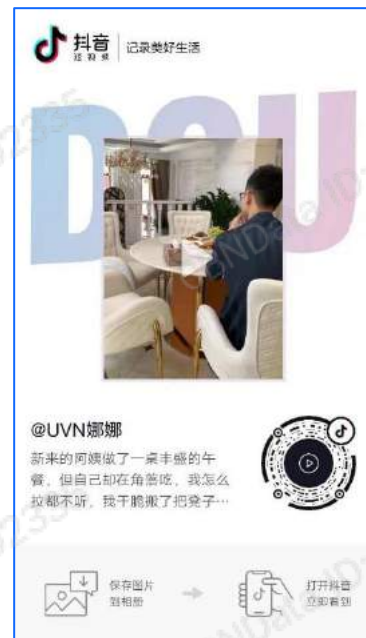 抖音
短视频
记录美好生活
DOU
@UVN娜娜
新来的阿姨做了一桌丰盛的午
餐，但自己却在角落吃，我怎么
拉都不听，我干脆搬了把凳子…
保存图片
到相册
打开抖音
立即看到